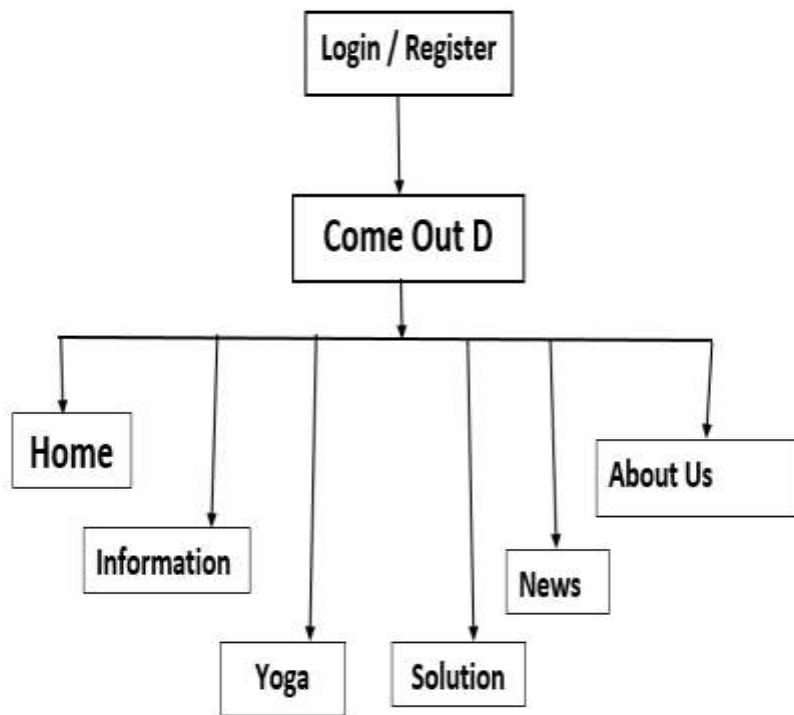 Login / Register
Come Out D
Home
About Us
Information
News
Yoga
Solution